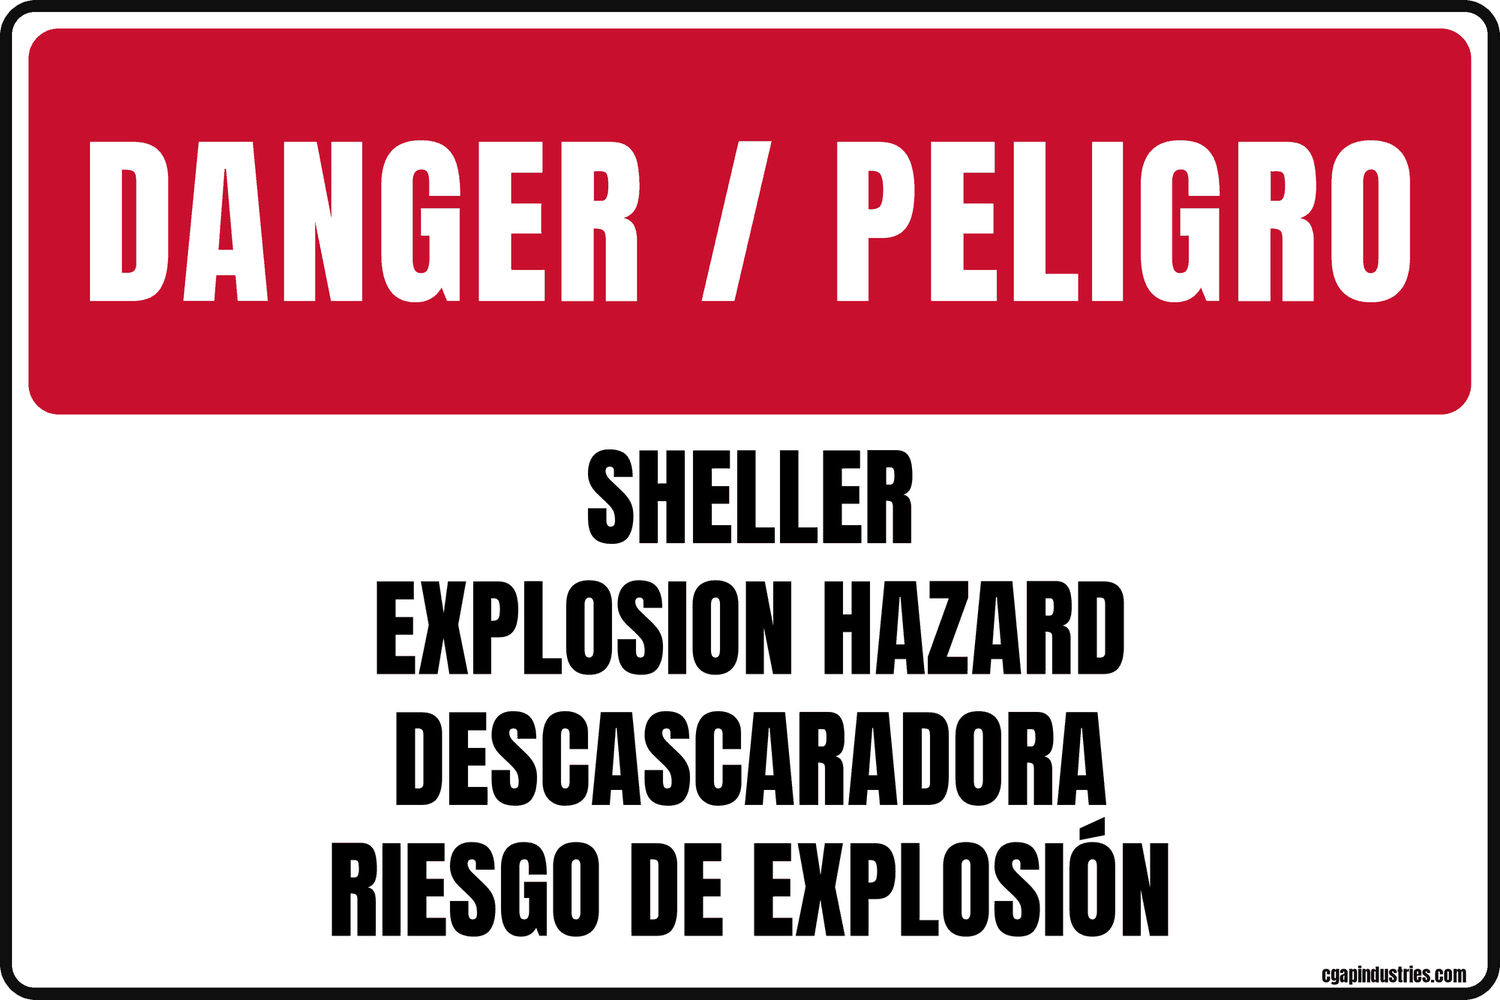 DANGER / PELIGRO
SHELLER
EXPLOSION HAZARD
DESCASCARADORA
RIESGO DE EXPLOSIÓN
cgapindustries.com